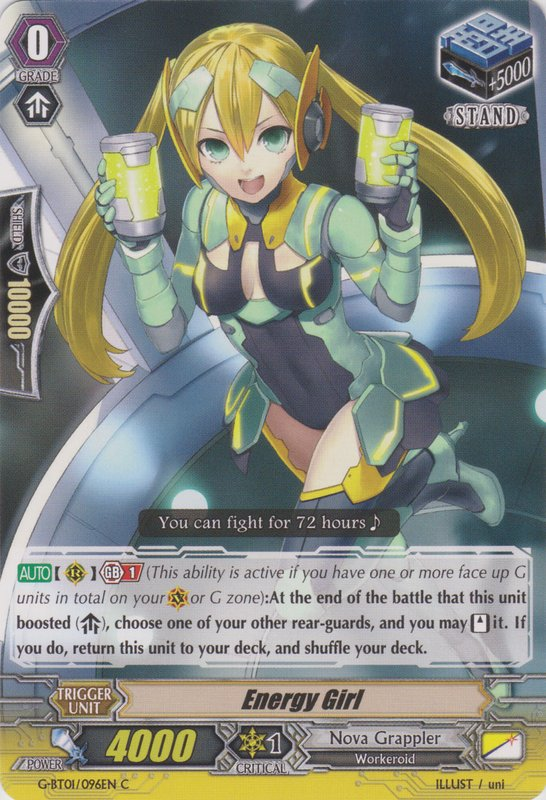 0
GRADE
+5000
STAND
SHIELD
10000
You can fight for 72 hours♪
AUTO【 R 】GB 1 (This ability is active if you have one or more face up G
units in total on your V or G zone):At the end of the battle that this unit
boosted ( ), choose one of your other rear-guards, and you may it. If
you do, return this unit to your deck, and shuffle your deck.
TRIGGER
UNIT
Energy Girl
POWER
4000
1
CRITICAL
Nova Grappler
Workeroid
G-BT01/096EN C
ILLUST / uni